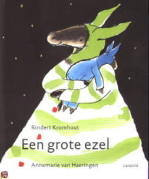 Rindert Kromhout
Een grote ezel
Annemarie van Haeringen
Leopold